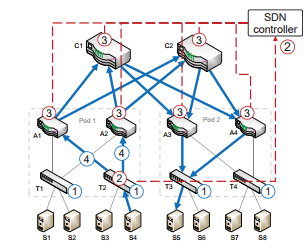 SDN
controller
C1
3
C2
3
2
3
Pod 1
3
3
Pod 2
3
A1
A2
A3
A4
4
4
T1
1
T2
2
1
T3
1
T4
1
S1
S2
S3
S4
S5
S6
S7
S8